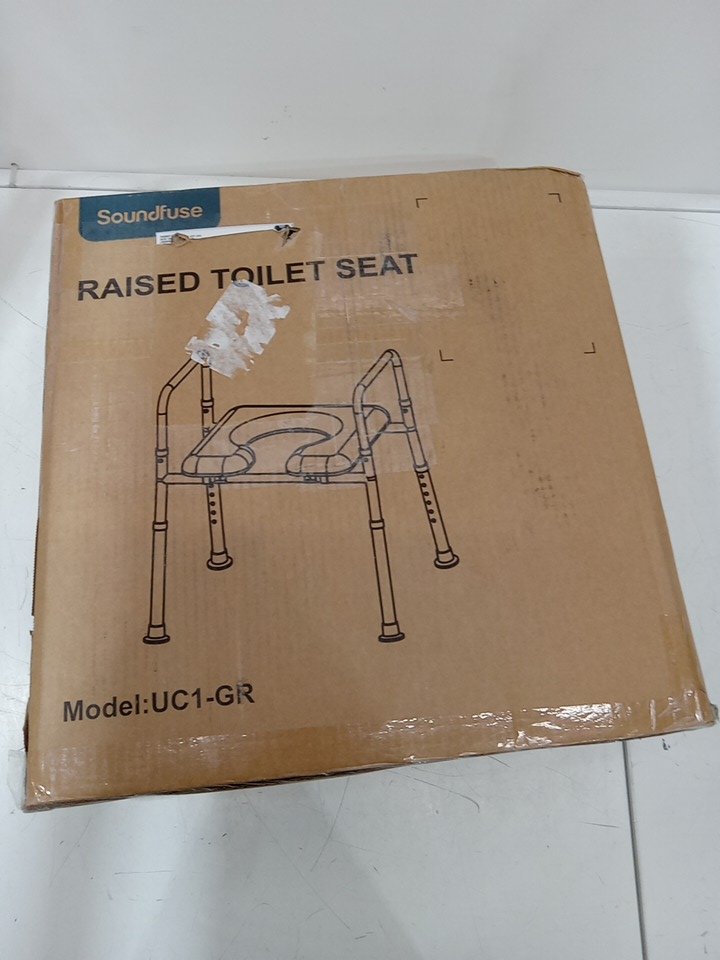 Soundfuse
RAISED TOILET SEAT
Model:UC1-GR